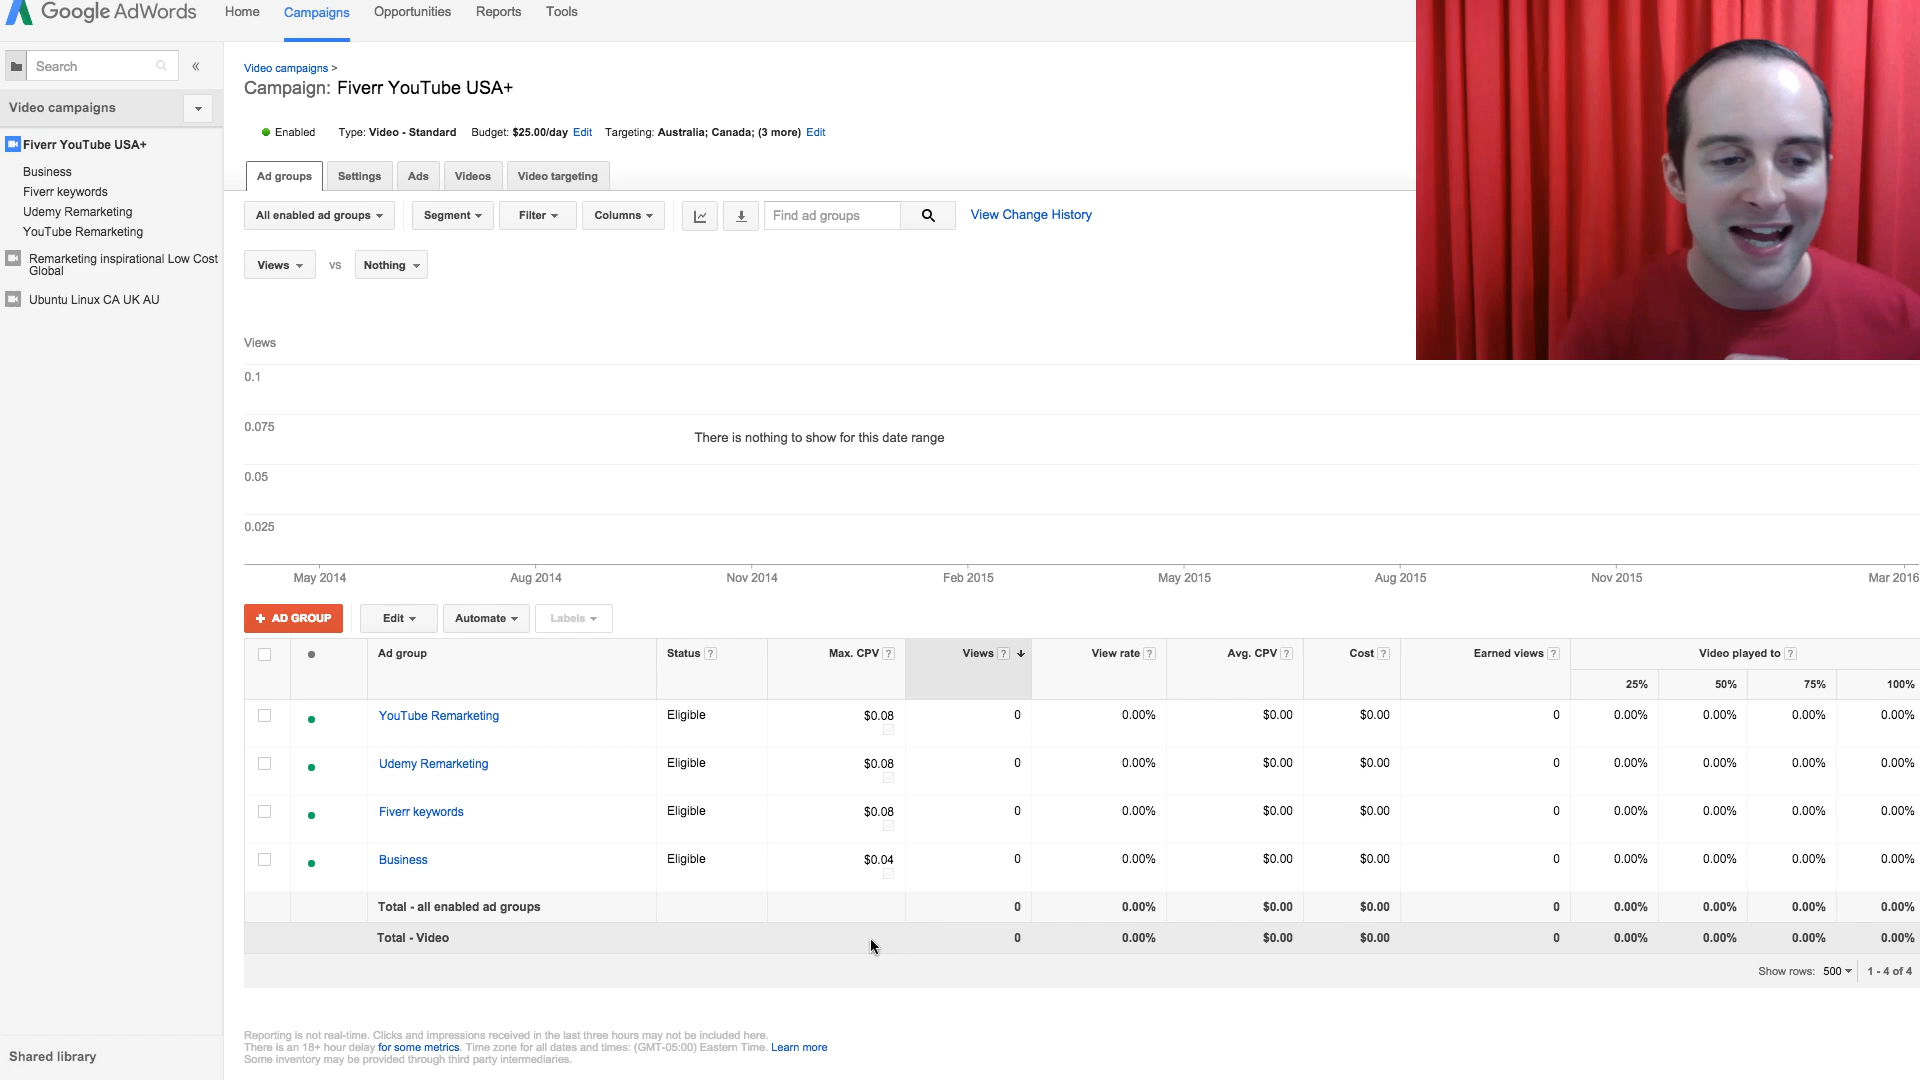 Google AdWords
Home Campaigns Opportunities Reports Tools
Search «
Video campaigns
Fiverr YouTube USA+
Business
Fiverr keywords
Udemy Remarketing
YouTube Remarketing
Remarketing inspirational Low Cost
Global
Ubuntu Linux CA UK AU
Shared library
Video campaigns >
Campaign: Fiverr YouTube USA+
Enabled Type: Video - Standard Budget: $25.00/day Edit Targeting: Australia; Canada; (3 more) Edit
Ad groups Settings Ads Videos Video targeting
All enabled ad groups Segment Filter Columns Find ad groups View Change History
Views VS Nothing
Views
0.1
0.075
There is nothing to show for this date range
0.05
0.025
May 2014 Aug 2014 Nov 2014 Feb 2015 May 2015 Aug 2015 Nov 2015 Mar 2016
+ AD GROUP Edit Automate Labels
Ad group Status ? Max. CPV ? Views ? View rate ? Avg. CPV ? Cost ? Earned views ? Video played to ?
25% 50% 75% 100%
YouTube Remarketing Eligible $0.08 0 0.00% $0.00 $0.00 0 0.00% 0.00% 0.00% 0.00%
Udemy Remarketing Eligible $0.08 0 0.00% $0.00 $0.00 0 0.00% 0.00% 0.00% 0.00%
Fiverr keywords Eligible $0.08 0 0.00% $0.00 $0.00 0 0.00% 0.00% 0.00% 0.00%
Business Eligible $0.04 0 0.00% $0.00 $0.00 0 0.00% 0.00% 0.00% 0.00%
Total - all enabled ad groups 0 0.00% $0.00 $0.00 0 0.00% 0.00% 0.00% 0.00%
Total - Video 0 0.00% $0.00 $0.00 0 0.00% 0.00% 0.00% 0.00%
Show rows: 500 1 - 4 of 4
Reporting is not real-time. Clicks and impressions received in the last three hours may not be included here.
There is an 18+ hour delay for some metrics. Time zone for all dates and times: (GMT-05:00) Eastern Time. Learn more
Some inventory may be provided through third party intermediaries.